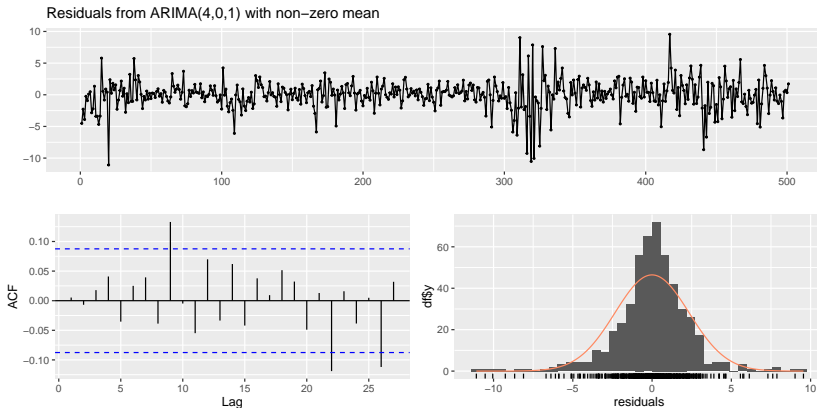 Residuals from ARIMA(4,0,1) with non−zero mean
10
5
0
−5
−10
0 100 200 300 400 500
ACF
0.10
0.05
0.00
−0.05
−0.10
0 5 10 15 20 25
Lag
df$y
60
40
20
0
−10 −5 0 5 10
residuals